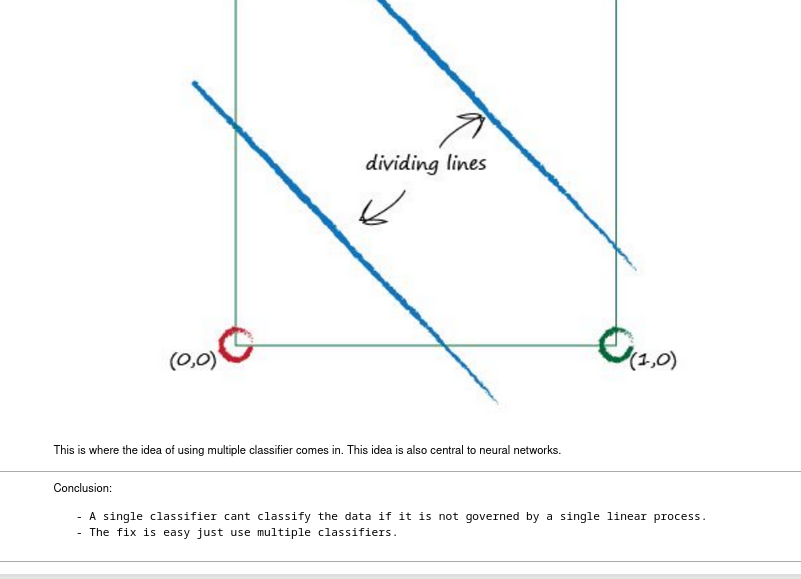 dividing lines
(0,0)
(1,0)
This is where the idea of using multiple classifier comes in. This idea is also central to neural networks.
Conclusion:
- A single classifier cant classify the data if it is not governed by a single linear process.
- The fix is easy just use multiple classifiers.